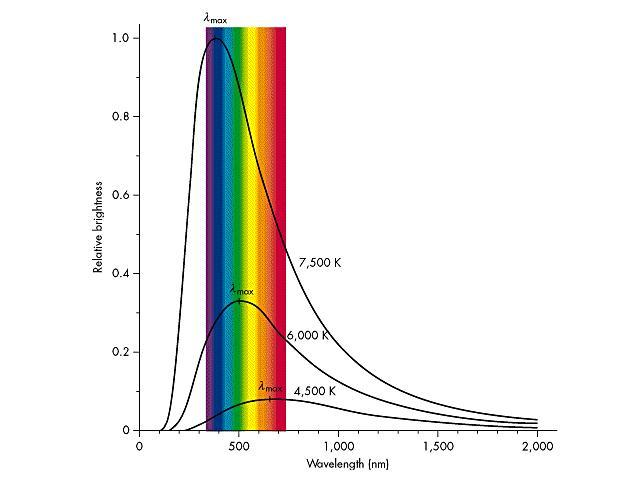 λmax
1.0
0.8
0.6
0.4
0.2
0
Relative brightness
7,500 K
λmax
6,000 K
λmax
4,500 K
0
500
1,000
1,500
2,000
Wavelength (nm)